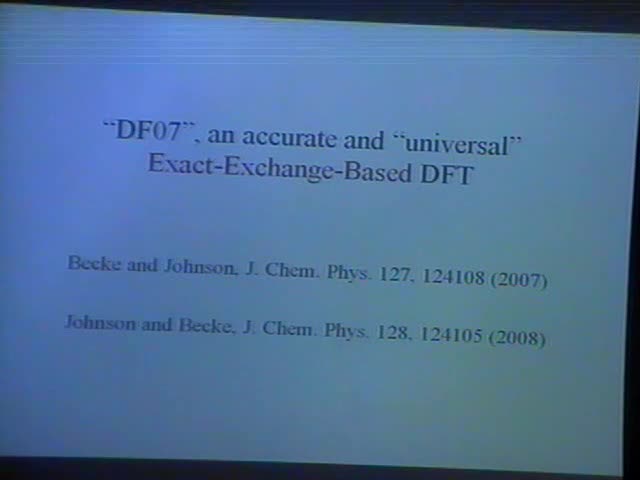 “DF07”, an accurate and “universal”
Exact-Exchange-Based DFT
Becke and Johnson, J. Chem. Phys. 127, 124108 (2007)
Johnson and Becke, J. Chem. Phys. 128, 124105 (2008)